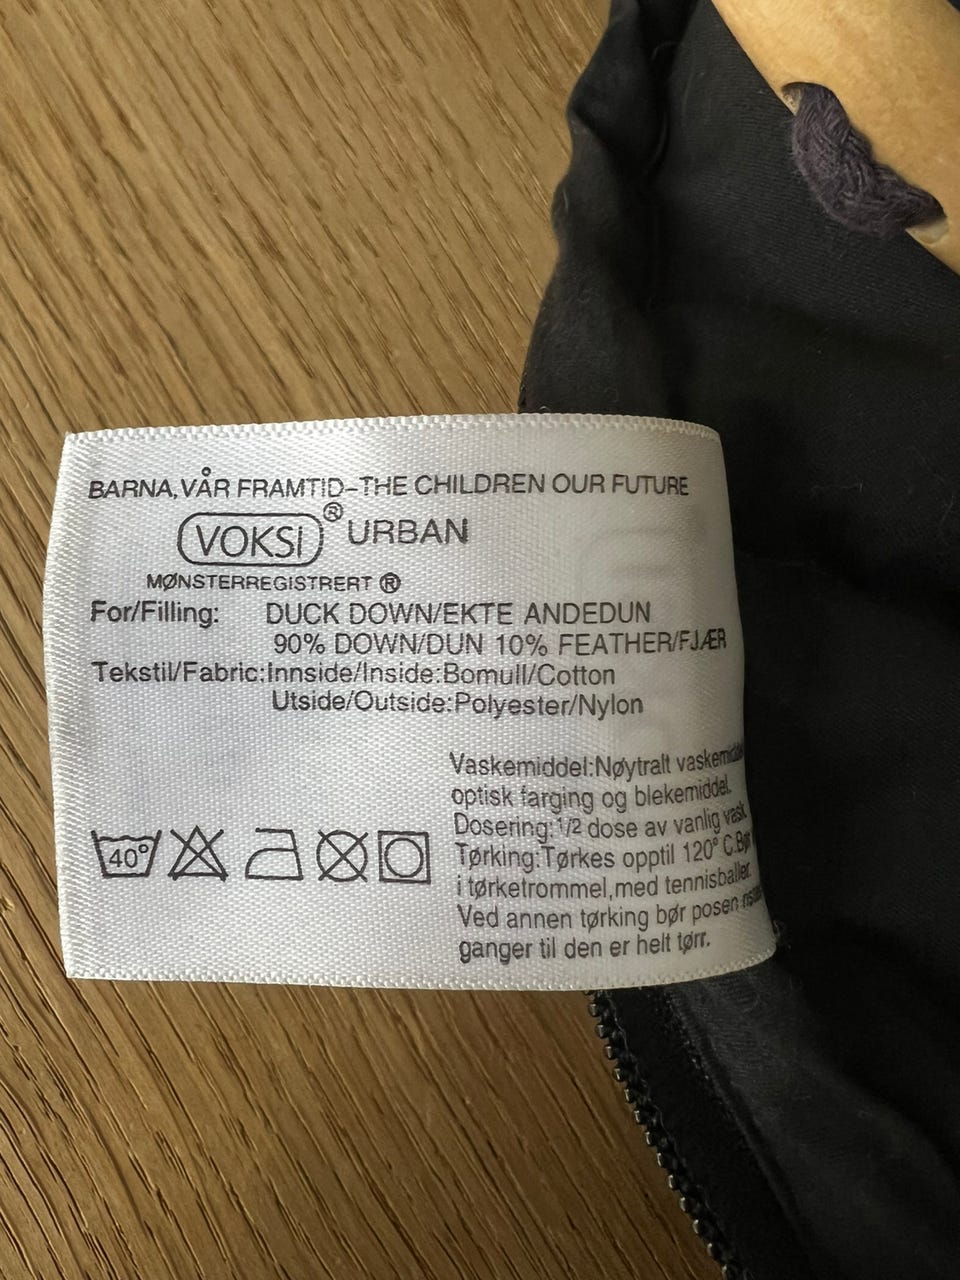 BARNA, VÅR FRAMTID-THE CHILDREN OUR FUTURE
VOKSI® URBAN
MØNSTERREGISTRERT ®
For/Filling: DUCK DOWN/EKTE ANDEDUN
90% DOWN/DUN 10% FEATHER/FJÆR
Tekstil/Fabric:Innside/Inside:Bomull/Cotton
Utside/Outside:Polyester/Nylon
40°
Vaskemiddel:Nøytralt
optisk farging og blekemiddel.
Dosering:1/2 dose av vanlig vask.
Tørking:Tørkes opptil 120° C.Bør
i tørketrommel,med tennisballer.
Ved annen tørking bør posen
ganger til den er helt tørr.